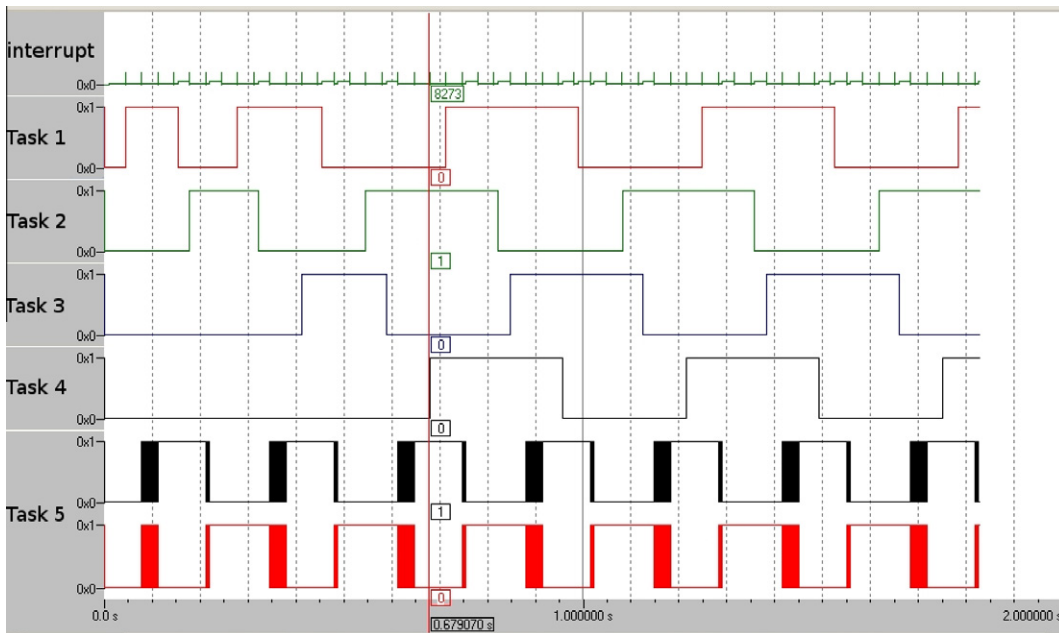 interrupt
0x0
8273
0x1
Task 1
0x0
0
0x1
Task 2
0x0
1
0x1
Task 3
0x0
0
0x1
Task 4
0x0
0
0x1
0x0
Task 5
1
0x1
0x0
0
0.0 s
0.679070 s
1.000000 s
2.000000 s